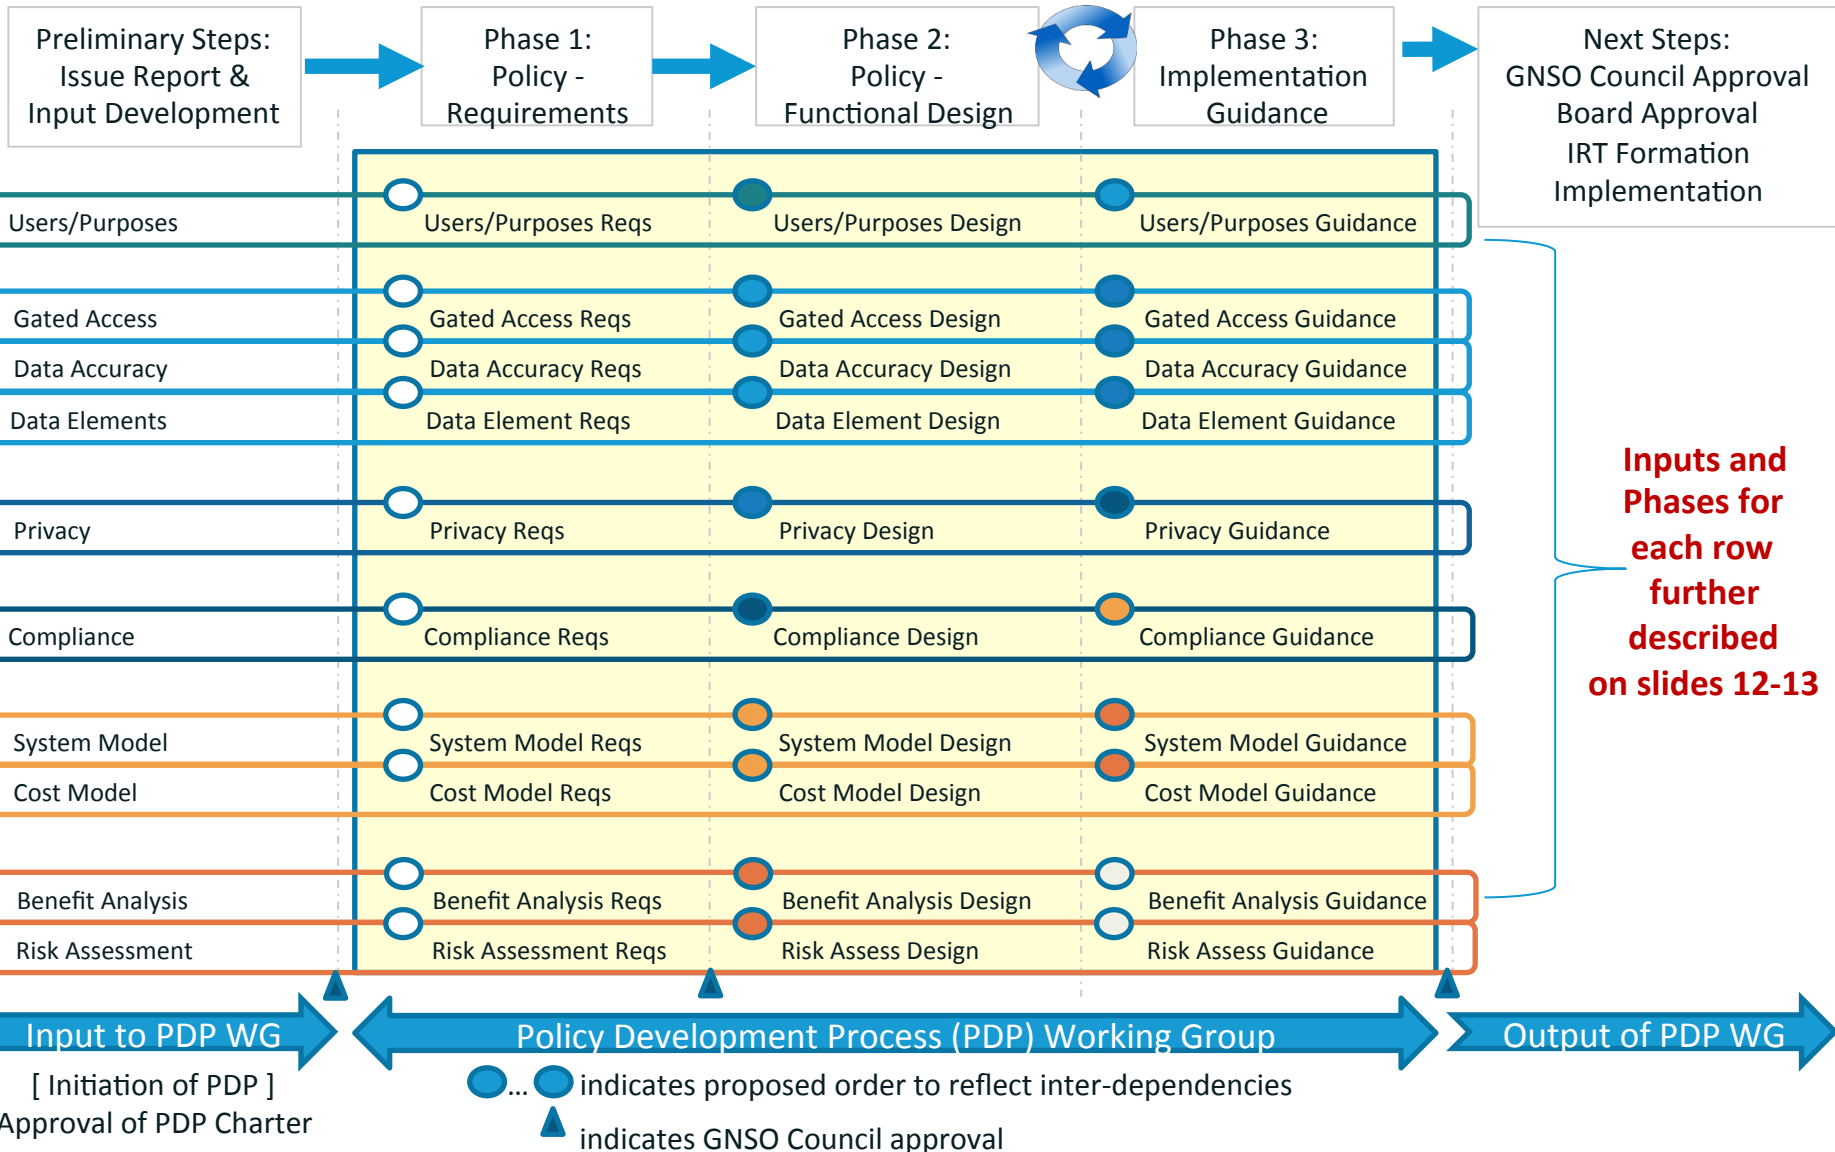 Preliminary Steps:
Issue Report &
Input Development
Phase 1:
Policy -
Requirements
Phase 2:
Policy -
Functional Design
Phase 3:
Implementation
Guidance
Next Steps:
GNSO Council Approval
Board Approval
IRT Formation
Implementation
Users/Purposes
Users/Purposes Reqs
Users/Purposes Design
Users/Purposes Guidance
Gated Access
Gated Access Reqs
Gated Access Design
Gated Access Guidance
Data Accuracy
Data Accuracy Reqs
Data Accuracy Design
Data Accuracy Guidance
Data Elements
Data Element Reqs
Data Element Design
Data Element Guidance
Privacy
Privacy Reqs
Privacy Design
Privacy Guidance
Compliance
Compliance Reqs
Compliance Design
Compliance Guidance
System Model
System Model Reqs
System Model Design
System Model Guidance
Cost Model
Cost Model Reqs
Cost Model Design
Cost Model Guidance
Benefit Analysis
Benefit Analysis Reqs
Benefit Analysis Design
Benefit Analysis Guidance
Risk Assessment
Risk Assessment Reqs
Risk Assess Design
Risk Assess Guidance
Inputs and
Phases for
each row
further
described
on slides 12-13
Input to PDP WG
Policy Development Process (PDP) Working Group
Output of PDP WG
[ Initiation of PDP ]
Approval of PDP Charter
... indicates proposed order to reflect inter-dependencies
indicates GNSO Council approval